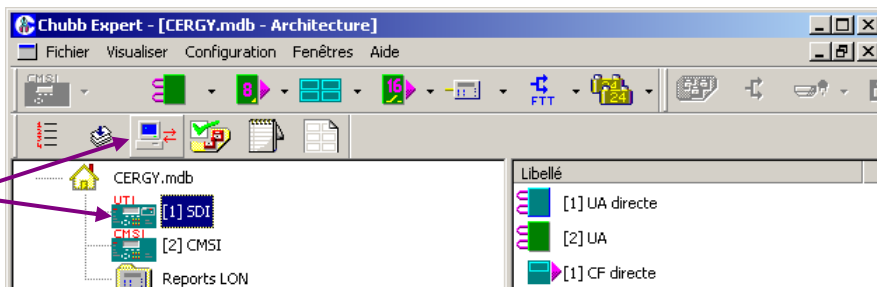 Chubb Expert - [CERGY.mdb - Architecture]
Fichier Visualiser Configuration Fenêtres Aide
CMSI 8 16 FTT 24 24
CERGY.mdb
UTI
[1] SDI
CMSI
[2] CMSI
Reports LON
Libellé
[1] UA directe
[2] UA
[1] CF directe